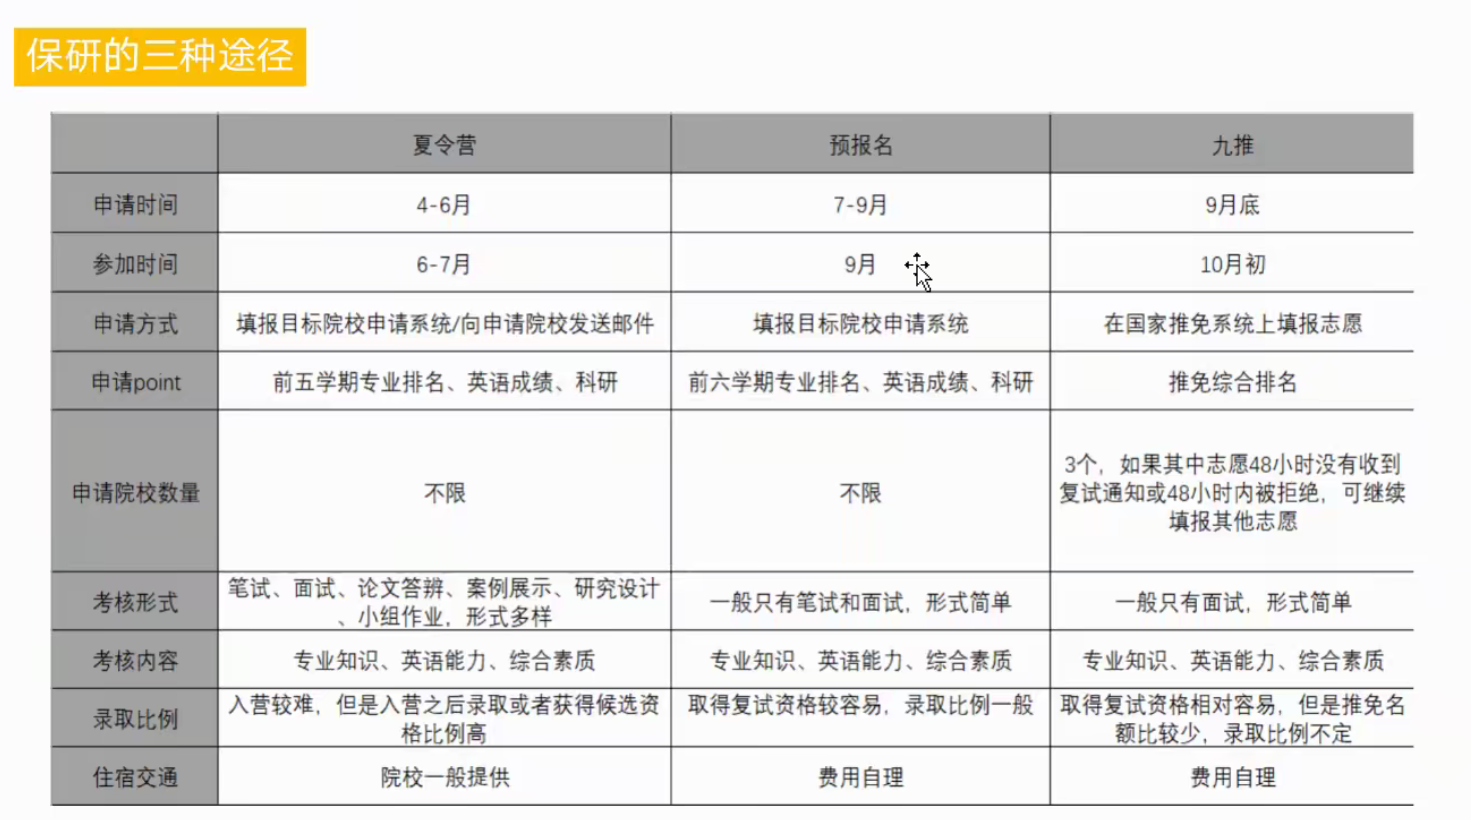 保研的三种途径
夏令营 预报名 九推
申请时间 4-6月 7-9月 9月底
参加时间 6-7月 9月 10月初
申请方式 填报目标院校申请系统/向申请院校发送邮件 填报目标院校申请系统 在国家推免系统上填报志愿
申请point 前五学期专业排名、英语成绩、科研 前六学期专业排名、英语成绩、科研 推免综合排名
申请院校数量 不限 不限
3个，如果其中志愿48小时没有收到
复试通知或48小时内被拒绝，可继续
填报其他志愿
考核形式
笔试、面试、论文答辨、案例展示、研究设计
、小组作业，形式多样
一般只有笔试和面试，形式简单
一般只有面试，形式简单
考核内容 专业知识、英语能力、综合素质 专业知识、英语能力、综合素质 专业知识、英语能力、综合素质
录取比例
入营较难，但是入营之后录取或者获得候选资
格比例高
取得复试资格较容易，录取比例一般
取得复试资格相对容易，但是推免名
额比较少，录取比例不定
住宿交通 院校一般提供 费用自理 费用自理